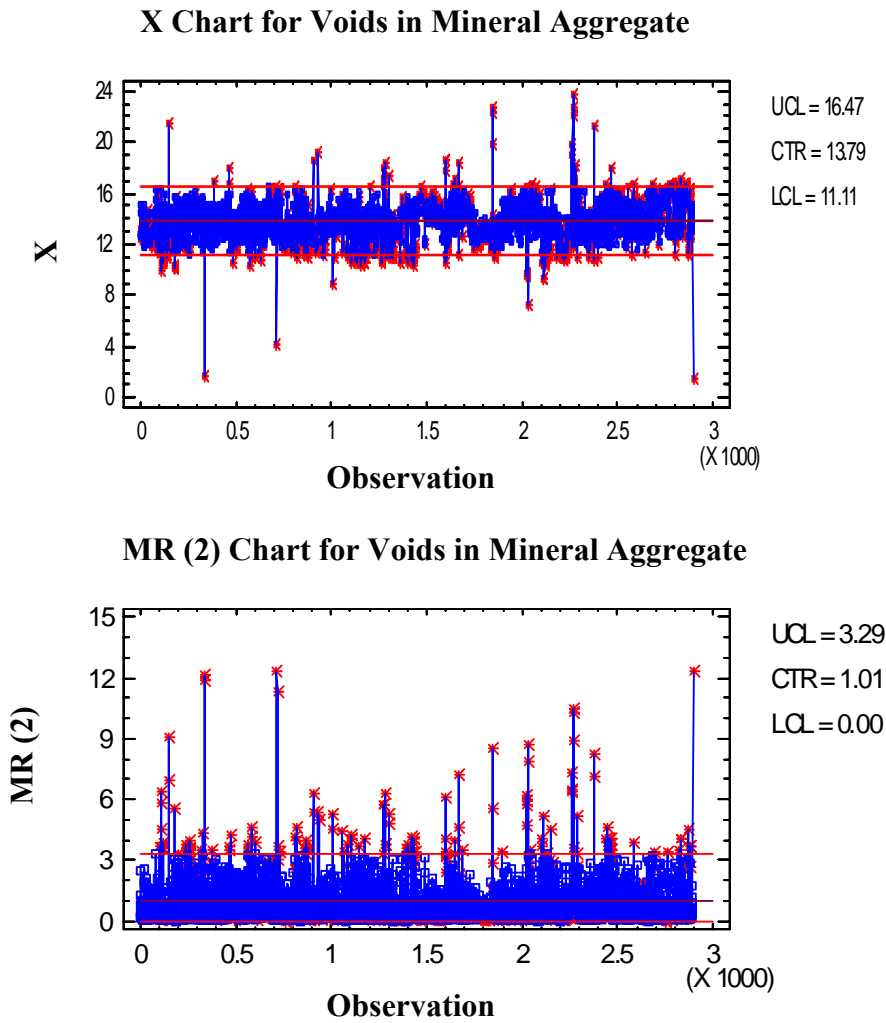 X Chart for Voids in Mineral Aggregate
24
20
16
12
8
4
0
X
0 0.5 1 1.5 2 2.5 3
(X 1000)
Observation
UCL = 16.47
CTR = 13.79
LCL = 11.11
MR (2) Chart for Voids in Mineral Aggregate
15
12
9
6
3
0
MR (2)
0 0.5 1 1.5 2 2.5 3
(X 1000)
Observation
UCL = 3.29
CTR = 1.01
LCL = 0.00